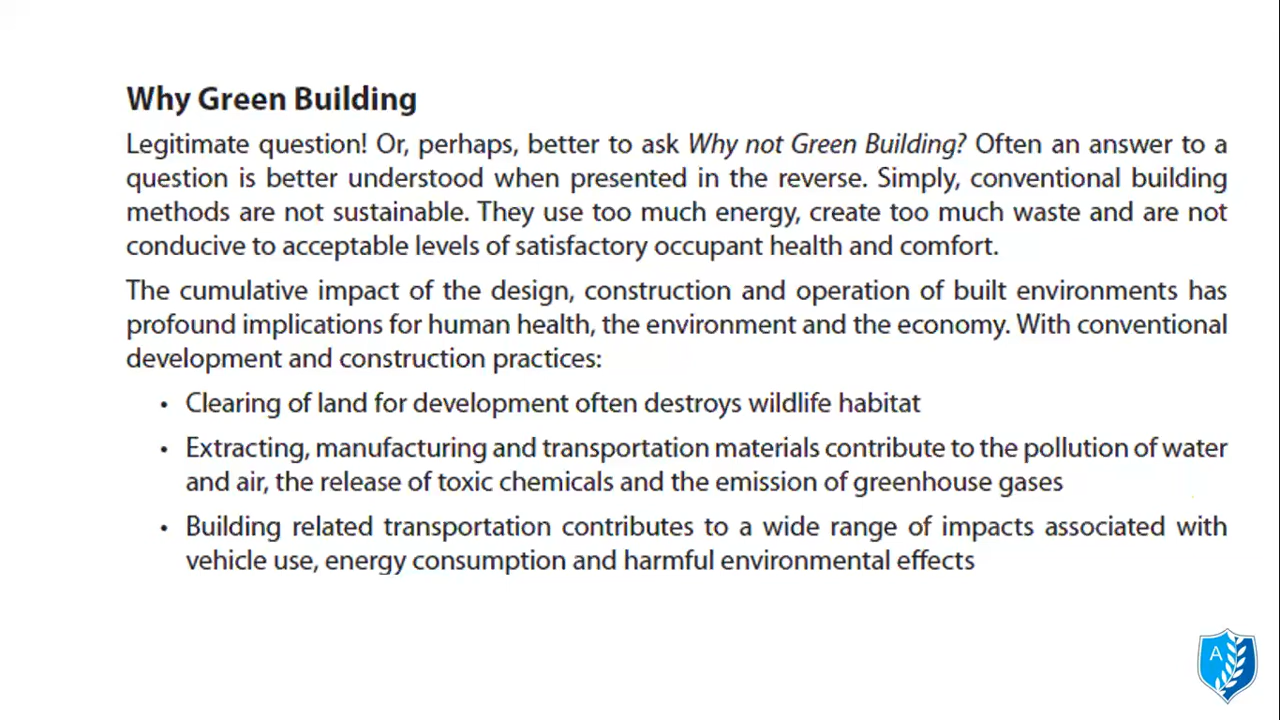 Why Green Building
Legitimate question! Or, perhaps, better to ask Why not Green Building? Often an answer to a
question is better understood when presented in the reverse. Simply, conventional building
methods are not sustainable. They use too much energy, create too much waste and are not
conducive to acceptable levels of satisfactory occupant health and comfort.
The cumulative impact of the design, construction and operation of built environments has
profound implications for human health, the environment and the economy. With conventional
development and construction practices:
• Clearing of land for development often destroys wildlife habitat
• Extracting, manufacturing and transportation materials contribute to the pollution of water
and air, the release of toxic chemicals and the emission of greenhouse gases
• Building related transportation contributes to a wide range of impacts associated with
vehicle use, energy consumption and harmful environmental effects
A